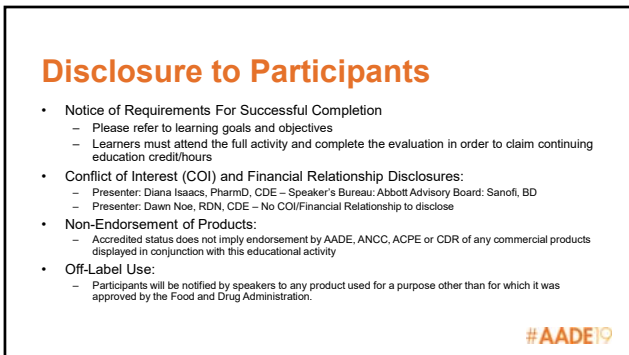 Disclosure to Participants
• Notice of Requirements For Successful Completion
– Please refer to learning goals and objectives
– Learners must attend the full activity and complete the evaluation in order to claim continuing
education credit/hours
• Conflict of Interest (COI) and Financial Relationship Disclosures:
– Presenter: Diana Isaacs, PharmD, CDE – Speaker's Bureau: Abbott Advisory Board: Sanofi, BD
– Presenter: Dawn Noe, RDN, CDE – No COI/Financial Relationship to disclose
• Non-Endorsement of Products:
– Accredited status does not imply endorsement by AADE, ANCC, ACPE or CDR of any commercial products
displayed in conjunction with this educational activity
• Off-Label Use:
– Participants will be notified by speakers to any product used for a purpose other than for which it was
approved by the Food and Drug Administration.
#AADE19